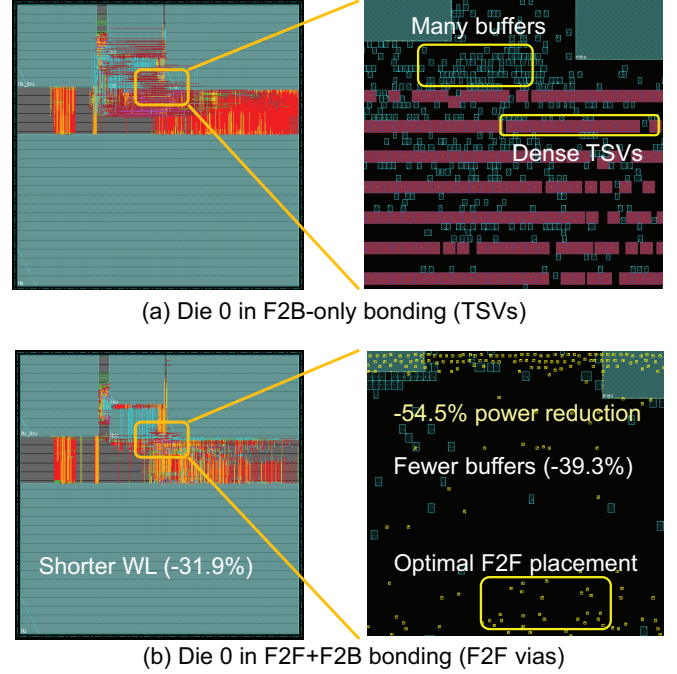 Many buffers
Dense TSVs
(a) Die 0 in F2B-only bonding (TSVs)
-54.5% power reduction
Fewer buffers (-39.3%)
Shorter WL (-31.9%)
Optimal F2F placement
(b) Die 0 in F2F+F2B bonding (F2F vias)